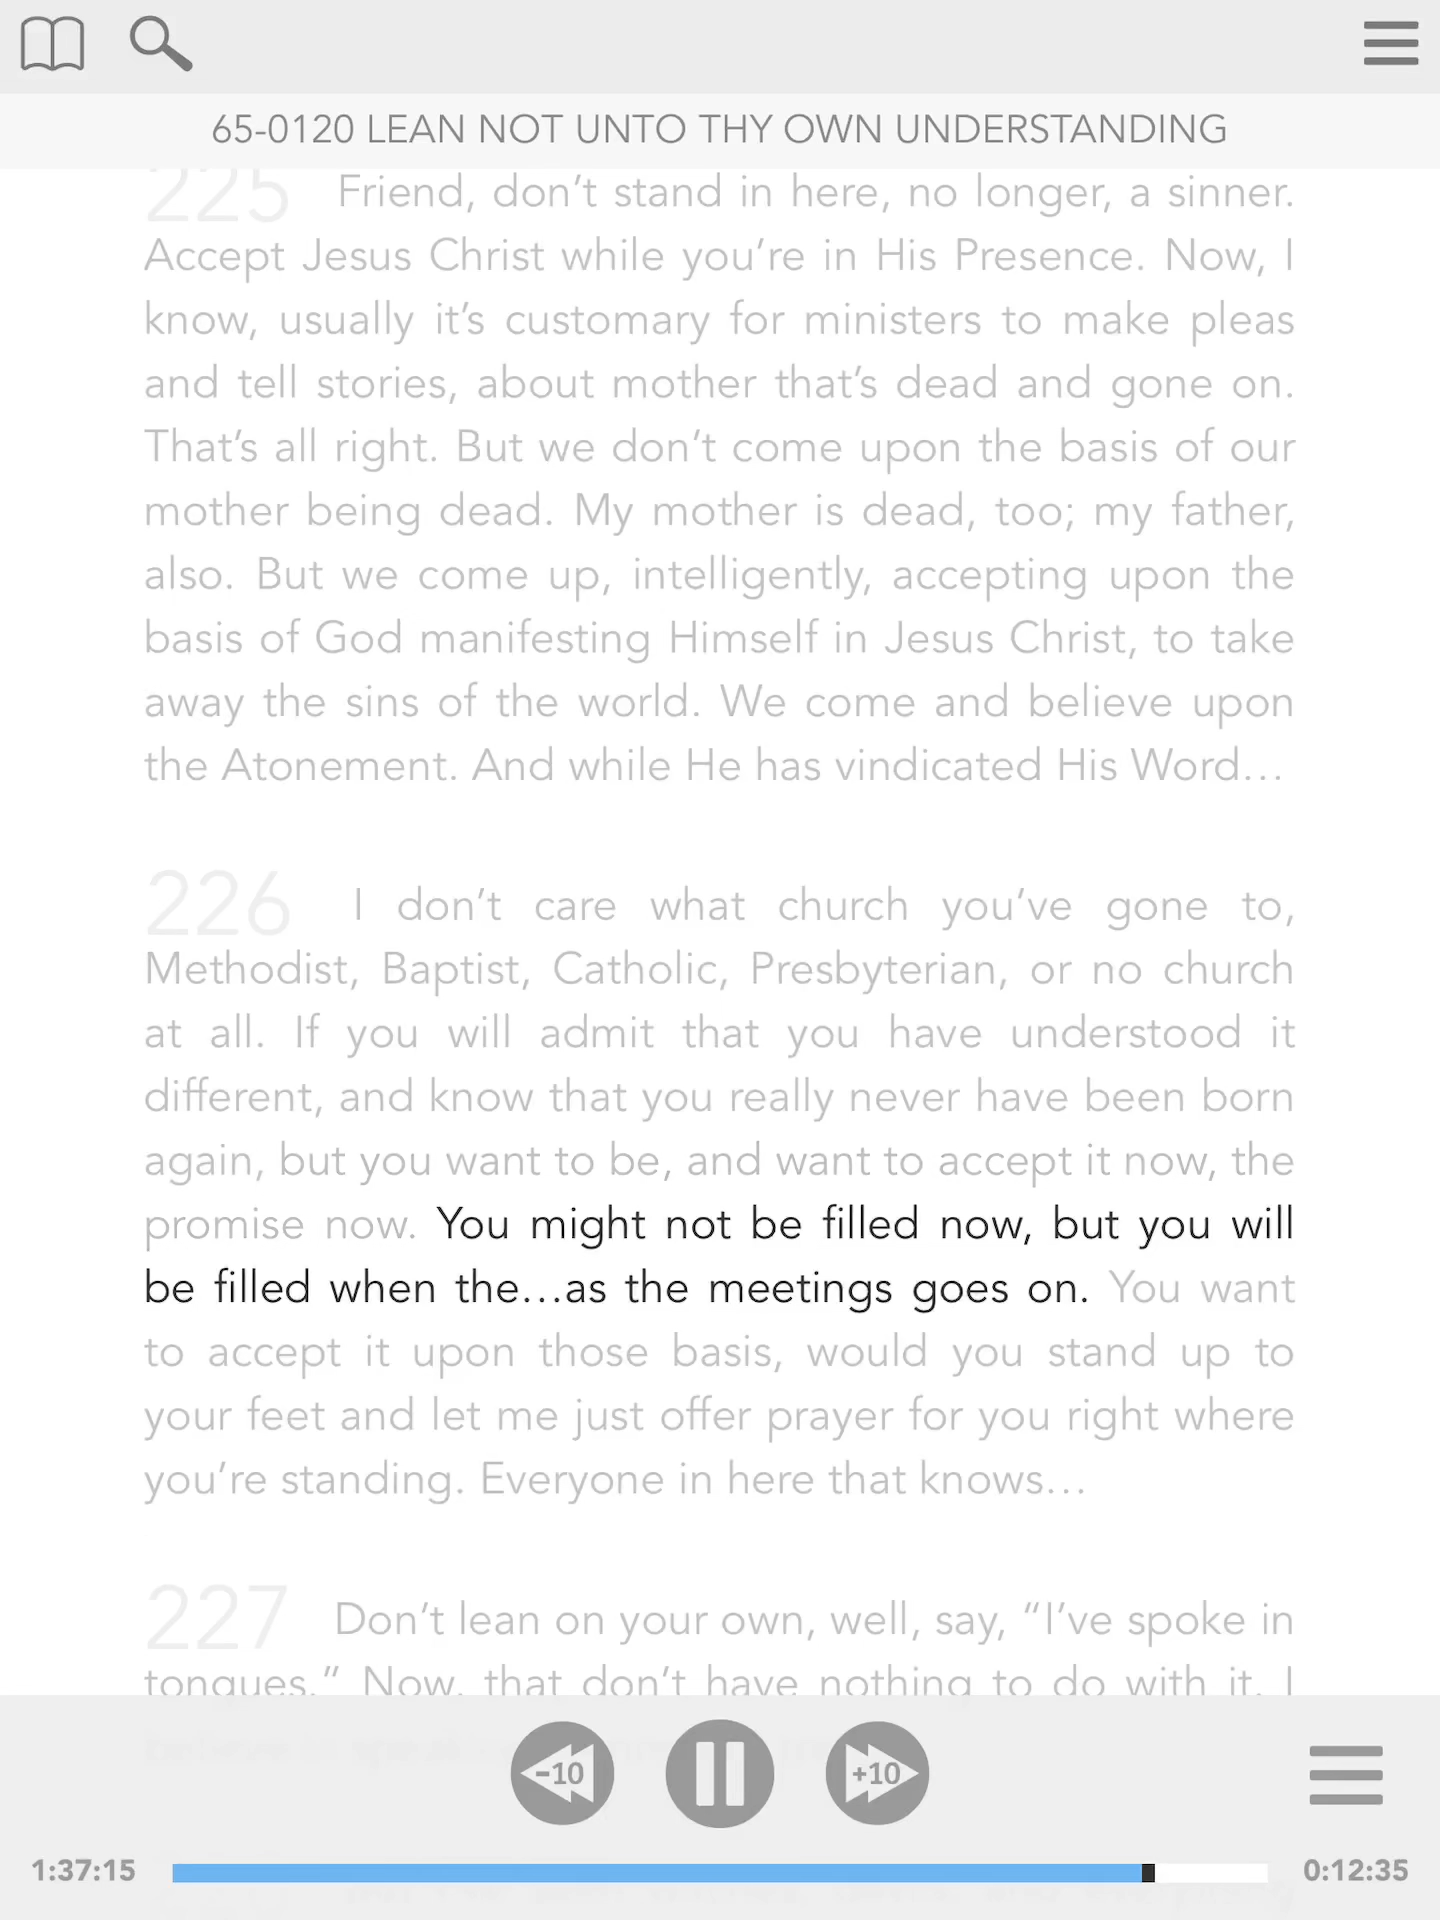 65-0120 LEAN NOT UNTO THY OWN UNDERSTANDING
225 Friend, don’t stand in here, no longer, a sinner.
Accept Jesus Christ while you’re in His Presence. Now, I
know, usually it’s customary for ministers to make pleas
and tell stories, about mother that’s dead and gone on.
That’s all right. But we don’t come upon the basis of our
mother being dead. My mother is dead, too; my father,
also. But we come up, intelligently, accepting upon the
basis of God manifesting Himself in Jesus Christ, to take
away the sins of the world. We come and believe upon
the Atonement. And while He has vindicated His Word…
226 I don’t care what church you’ve gone to,
Methodist, Baptist, Catholic, Presbyterian, or no church
at all. If you will admit that you have understood it
different, and know that you really never have been born
again, but you want to be, and want to accept it now, the
promise now. You might not be filled now, but you will
be filled when the…as the meetings goes on. You want
to accept it upon those basis, would you stand up to
your feet and let me just offer prayer for you right where
you’re standing. Everyone in here that knows…
227 Don’t lean on your own, well, say, “I’ve spoke in
tongues.” Now, that don’t have nothing to do with it. I
-10
+10
1:37:15
0:12:35